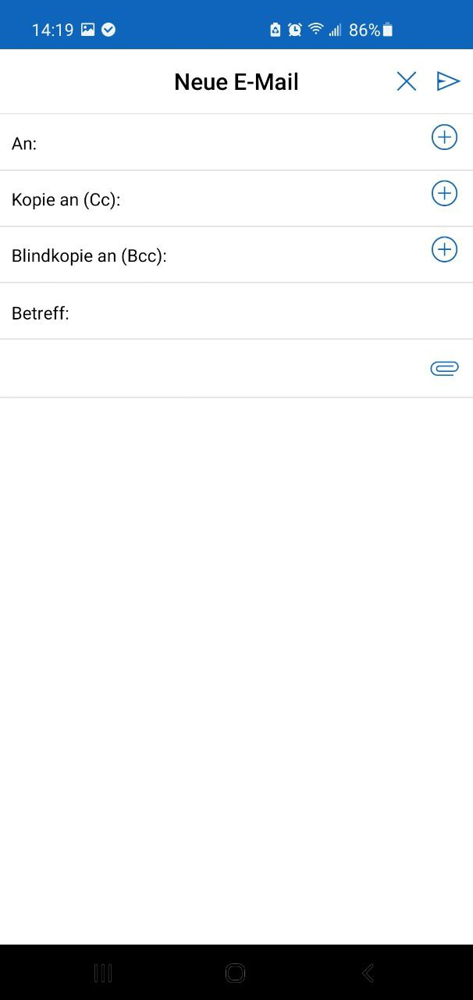 14:19 86%
Neue E-Mail
An:
Kopie an (Cc):
Blindkopie an (Bcc):
Betreff: